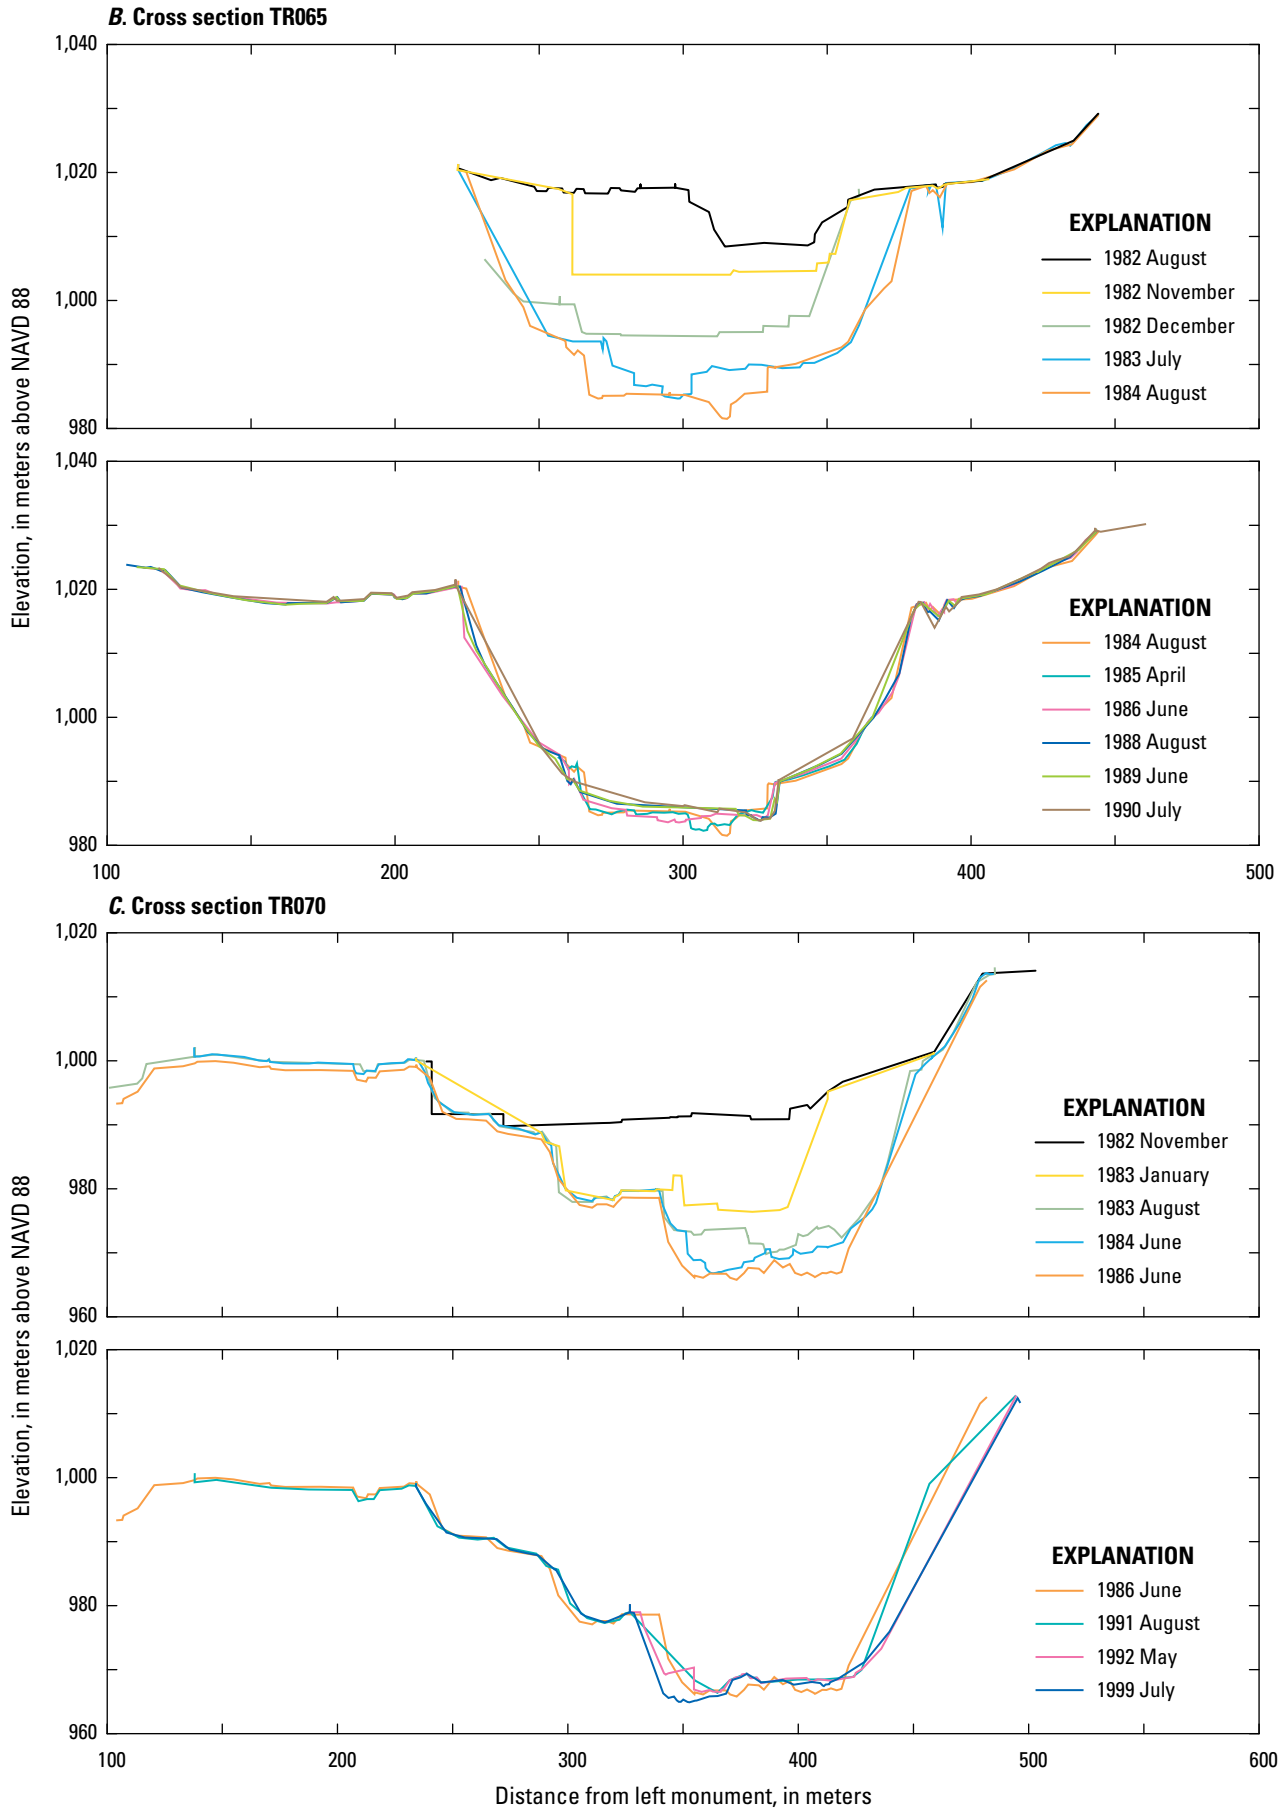 B. Cross section TR065
1,040
1,020
1,000
980
EXPLANATION
1982 August
1982 November
1982 December
1983 July
1984 August
1,040
1,020
1,000
980
EXPLANATION
1984 August
1985 April
1986 June
1988 August
1989 June
1990 July
100 200 300 400 500
Elevation, in meters above NAVD 88
C. Cross section TR070
1,020
1,000
980
960
EXPLANATION
1982 November
1983 January
1983 August
1984 June
1986 June
1,020
1,000
980
960
EXPLANATION
1986 June
1991 August
1992 May
1999 July
100 200 300 400 500 600
Elevation, in meters above NAVD 88
Distance from left monument, in meters